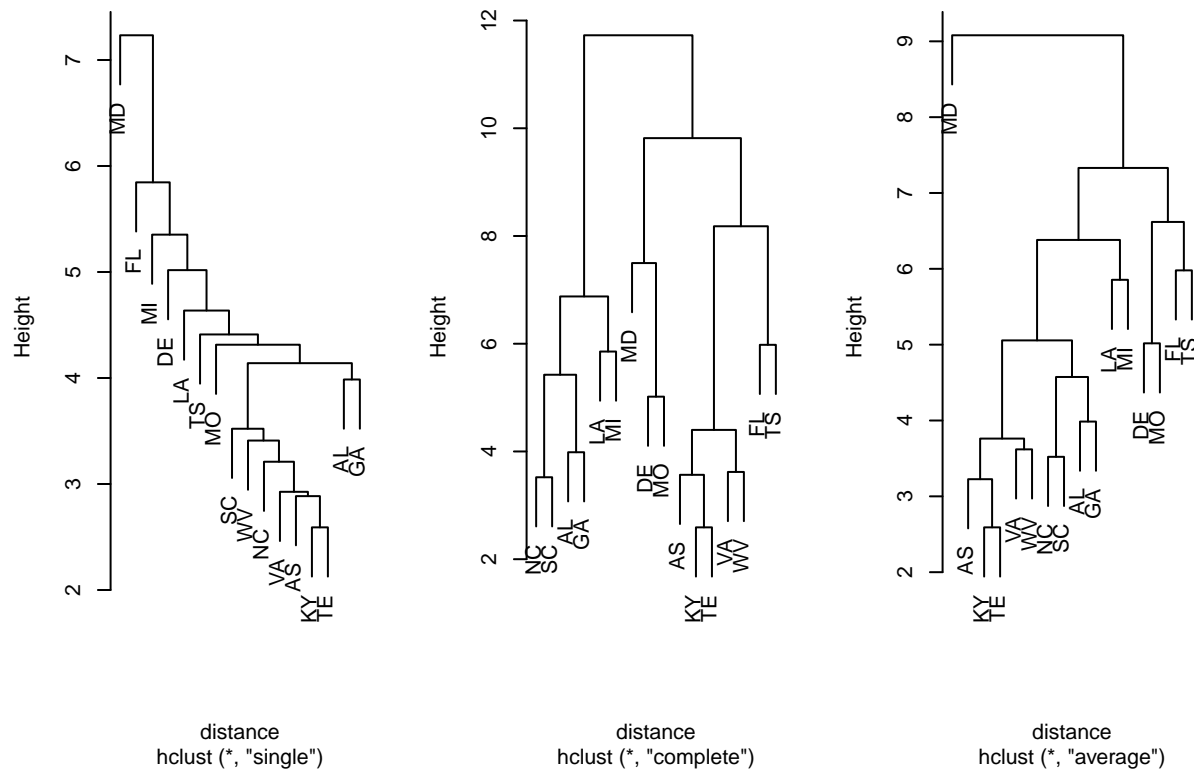 7
6
5
4
3
2
Height
MD
FL
MI
DE
LA
TS
MO
SC
WV
NC
VA
AS
KY
TE
AL
GA
distance
hclust (*, "single")
12
10
8
6
4
2
Height
NC
SC
AL
GA
LA
MI
MD
DE
MO
AS
KY
TE
VA
WV
FL
TS
distance
hclust (*, "complete")
9
8
7
6
5
4
3
2
Height
MD
AS
KY
TE
VA
WV
NC
SC
AL
GA
LA
MI
DE
MO
FL
TS
distance
hclust (*, "average")